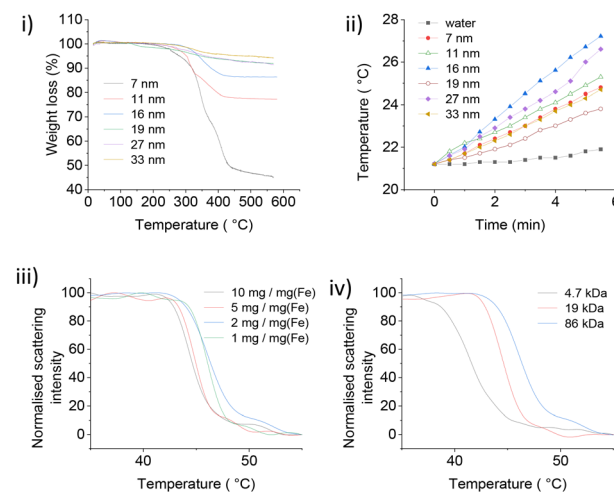 i)
Weight loss (%)
110
100
90
80
70
60
50
40
7 nm
11 nm
16 nm
19 nm
27 nm
33 nm
0 100 200 300 400 500 600
Temperature ( °C)
ii)
Temperature ( °C)
28
26
24
22
20
water
7 nm
11 nm
16 nm
19 nm
27 nm
33 nm
0 2 4 6
Time (min)
iii)
Normalised scattering
intensity
100
80
60
40
20
0
10 mg / mg(Fe)
5 mg / mg(Fe)
2 mg / mg(Fe)
1 mg / mg(Fe)
40 50
Temperature ( °C)
iv)
Normalised scattering
intensity
100
80
60
40
20
0
4.7 kDa
19 kDa
86 kDa
40 50
Temperature ( °C)